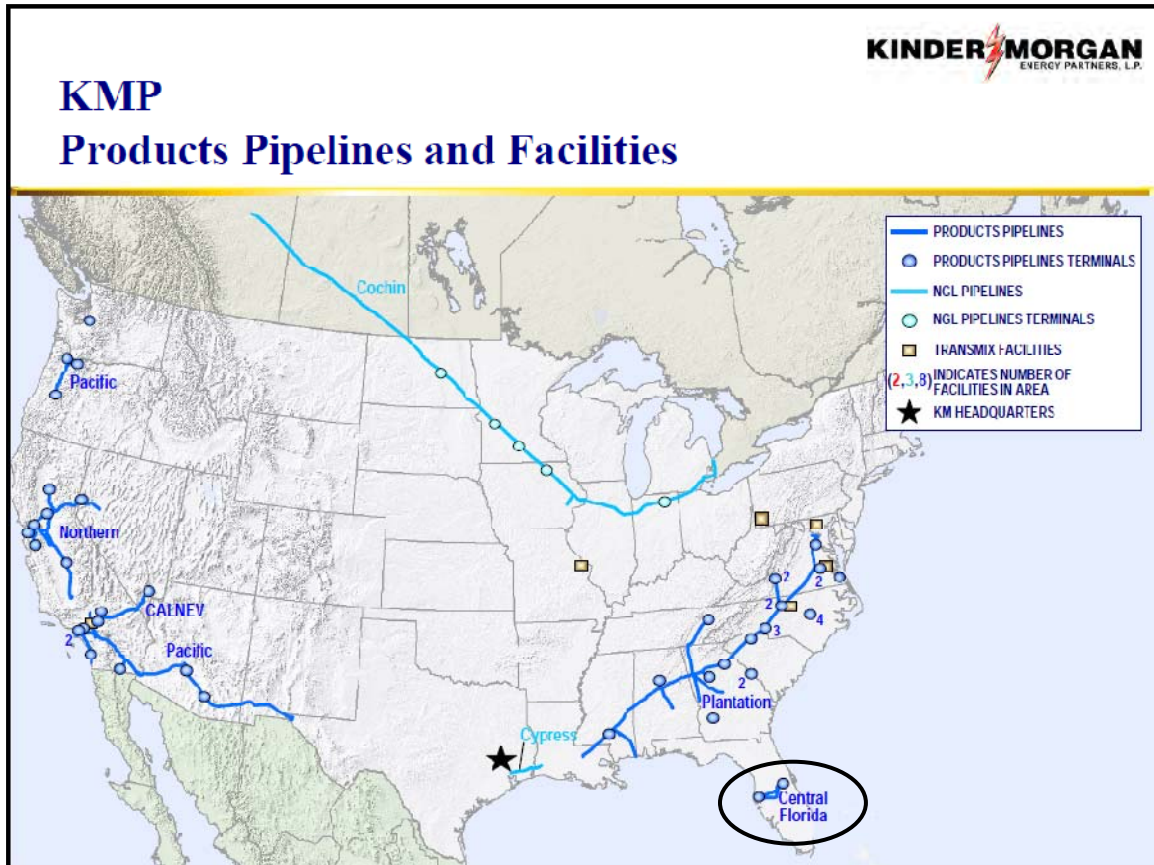 KINDER MORGAN
ENERGY PARTNERS, L.P.
KMP
Products Pipelines and Facilities
PRODUCTS PIPELINES
PRODUCTS PIPELINES TERMINALS
NGL PIPELINES
NGL PIPELINES TERMINALS
TRANSMIX FACILITIES
(2,3,8) INDICATES NUMBER OF
FACILITIES IN AREA
KM HEADQUARTERS
Cochin
Pacific
Northern
CALNEV
2
Pacific
2
2
2
4
3
2
Plantation
Cypress
Central
Florida